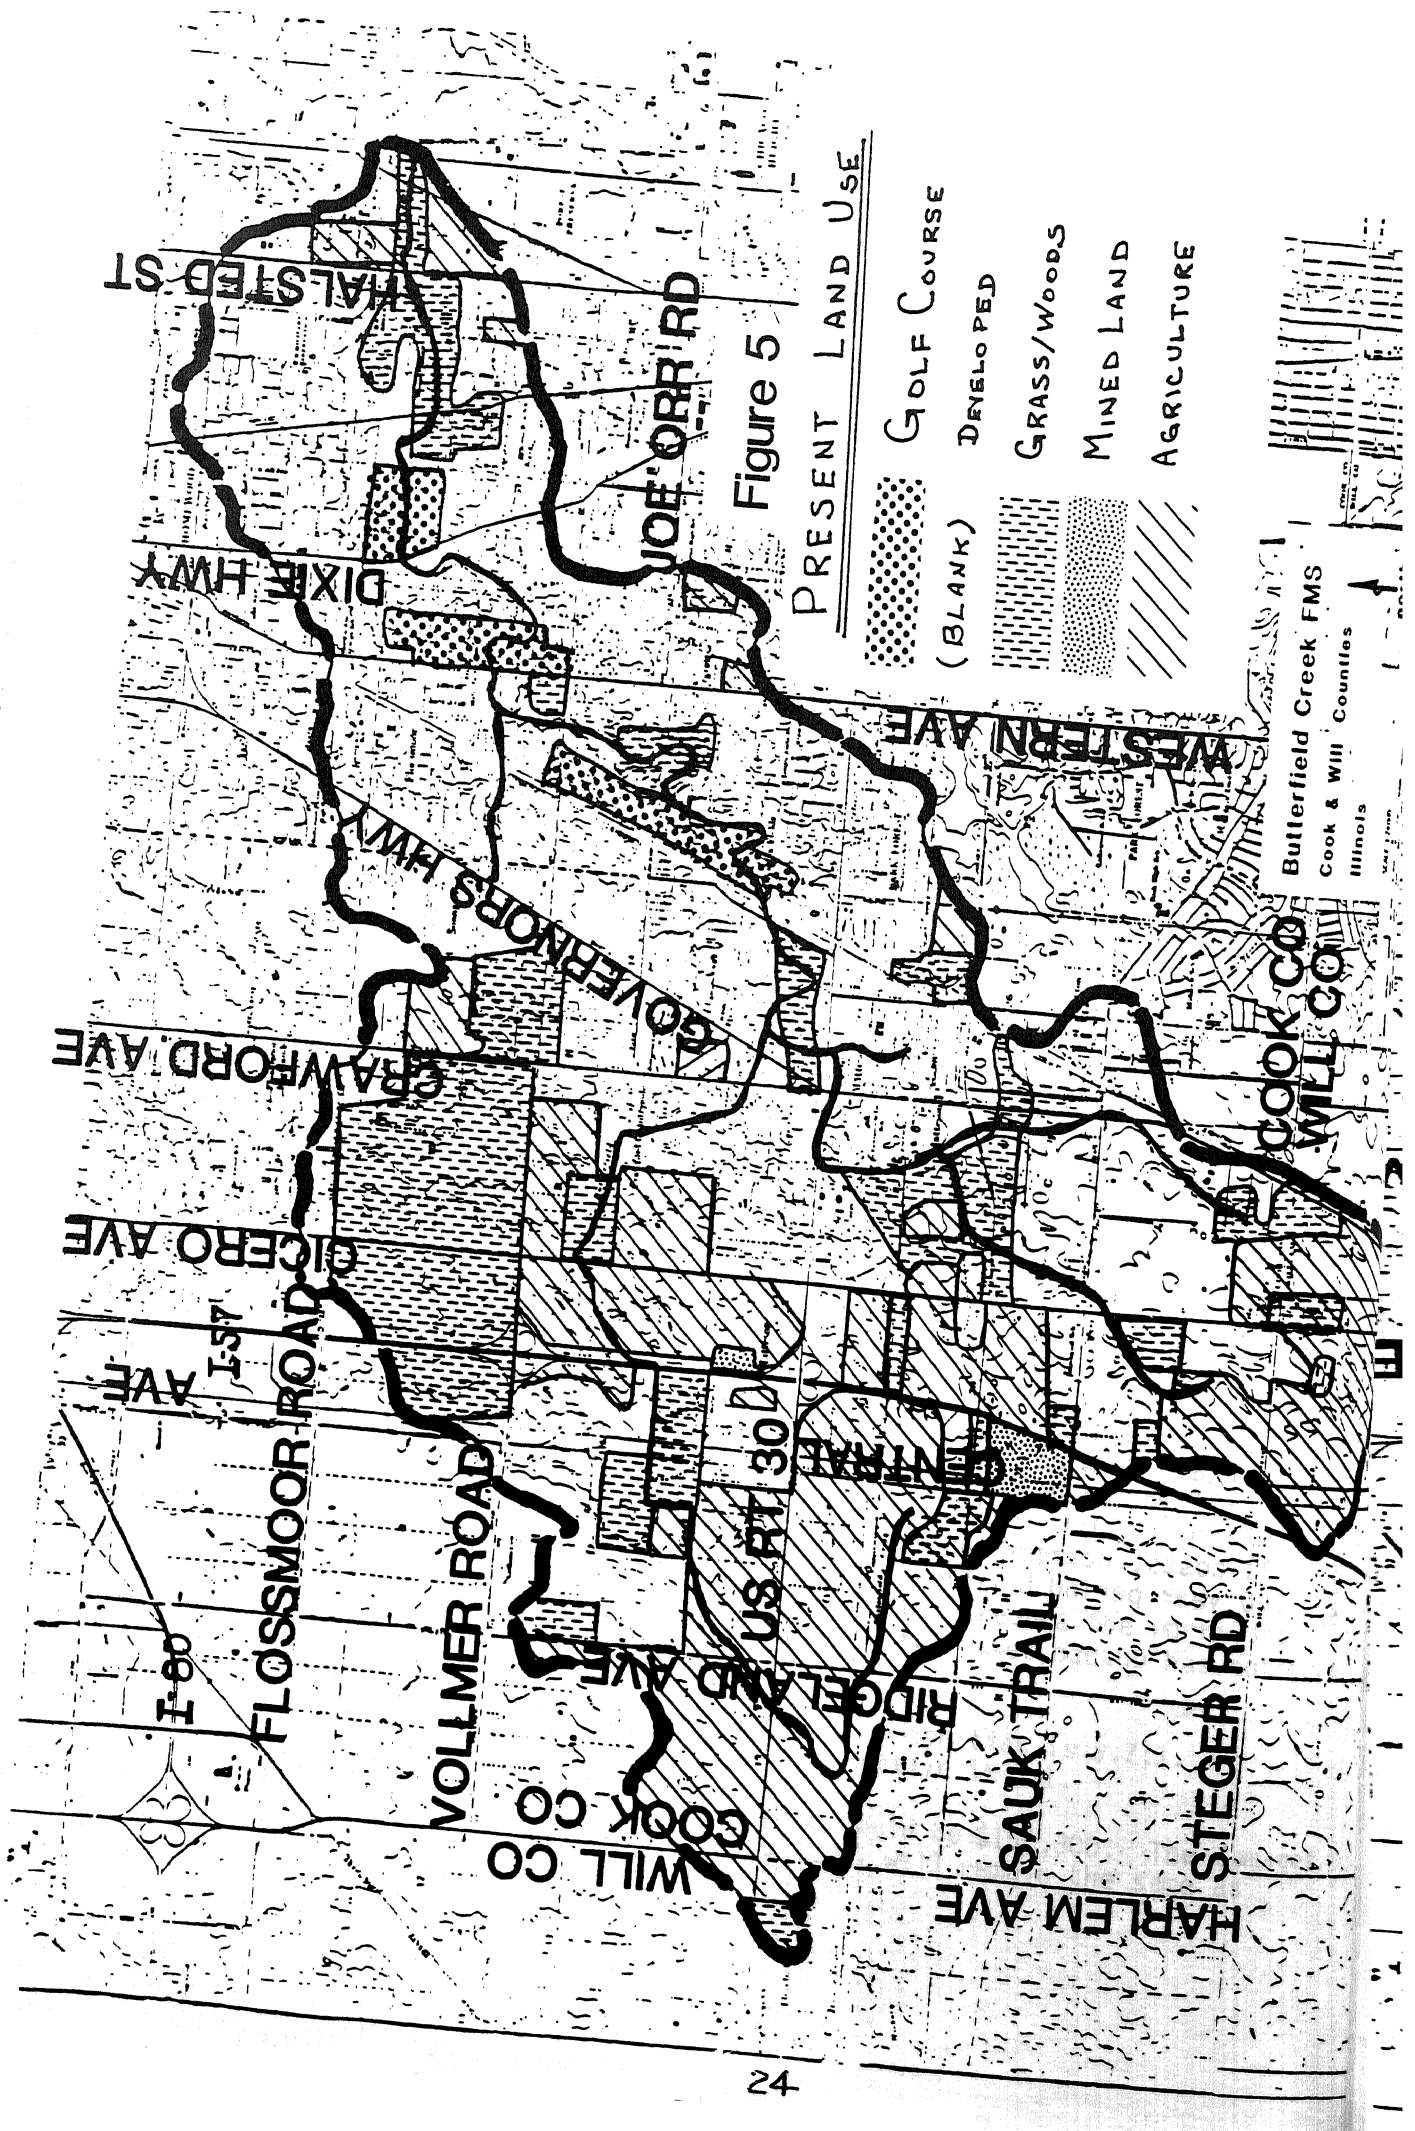 HALSTED ST
DIXIE HWY
JOE ORR RD
Figure 5
PRESENT LAND USE
GOLF COURSE
(BLANK) DEVELOPED
GRASS/WOODS
MINED LAND
AGRICULTURE
WESTERN AVE
GOVERNORS HWY
CRAWFORD. AVE
CICERO AVE
I-57
AVE
CENTRAL
FLOSSMOOR ROAD
VOLLMER ROAD
I-80
US RT 30
RIDGELAND AVE
COOK CO
WILL CO
SAUK TRAIL
STEGER RD
HARLEM AVE
COOK CO
WILL CO
Butterfield Creek FMS
Cook & Will Counties
Illinois
24